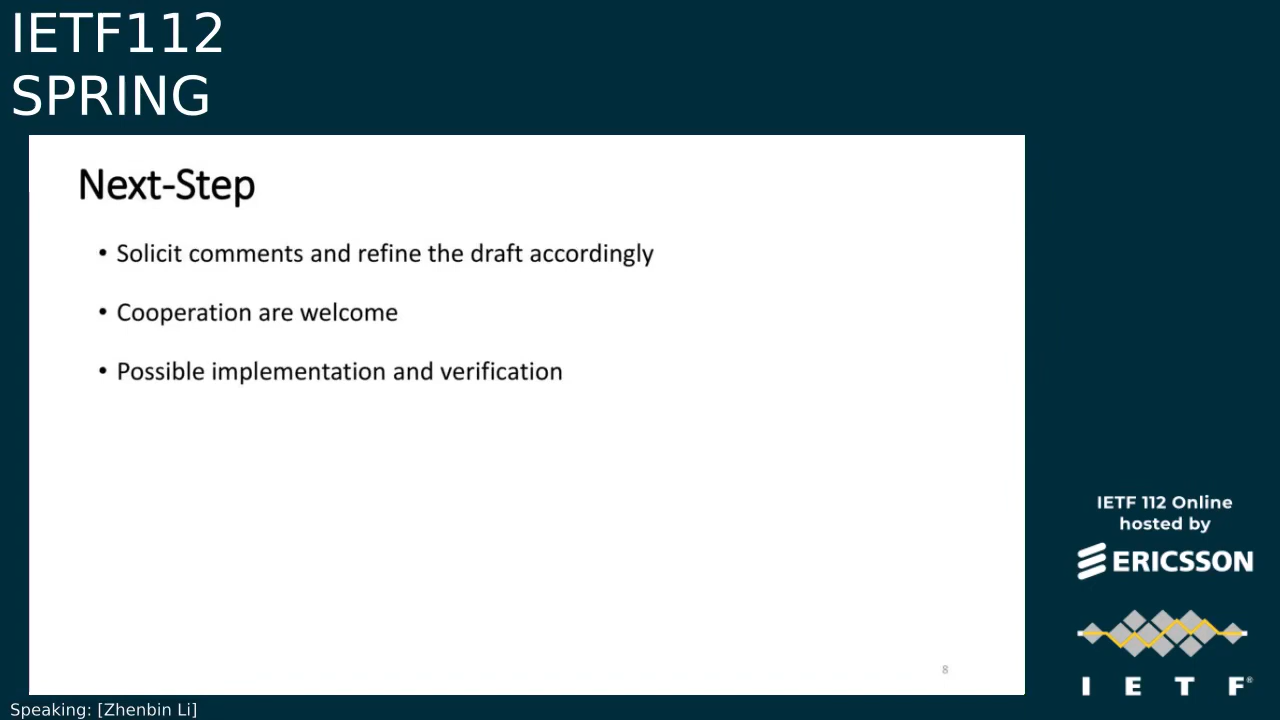 IETF112
SPRING
Next-Step
• Solicit comments and refine the draft accordingly
• Cooperation are welcome
• Possible implementation and verification
8
IETF 112 Online
hosted by
ERICSSON
I E T F®
Speaking: [Zhenbin Li]